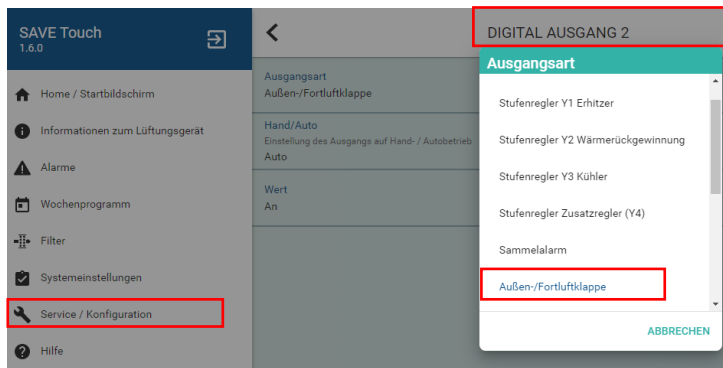 SAVE Touch
1.6.0
Home / Startbildschirm
Informationen zum Lüftungsgerät
Alarme
Wochenprogramm
Filter
Systemeinstellungen
Service / Konfiguration
Hilfe
DIGITAL AUSGANG 2
Ausgangsart
Außen-/Fortluftklappe
Hand/Auto
Einstellung des Ausgangs auf Hand- / Autobetrieb
Auto
Wert
An
Ausgangsart
Stufenregler Y1 Erhitzer
Stufenregler Y2 Wärmerückgewinnung
Stufenregler Y3 Kühler
Stufenregler Zusatzregler (Y4)
Sammelalarm
Außen-/Fortluftklappe
ABBRECHEN